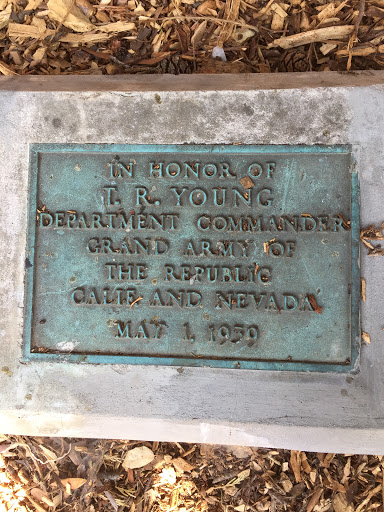 IN HONOR OF
T. R. YOUNG
DEPARTMENT COMMANDER
GRAND ARMY OF
THE REPUBLIC
CALIF. AND NEVADA
MAY 1, 1939